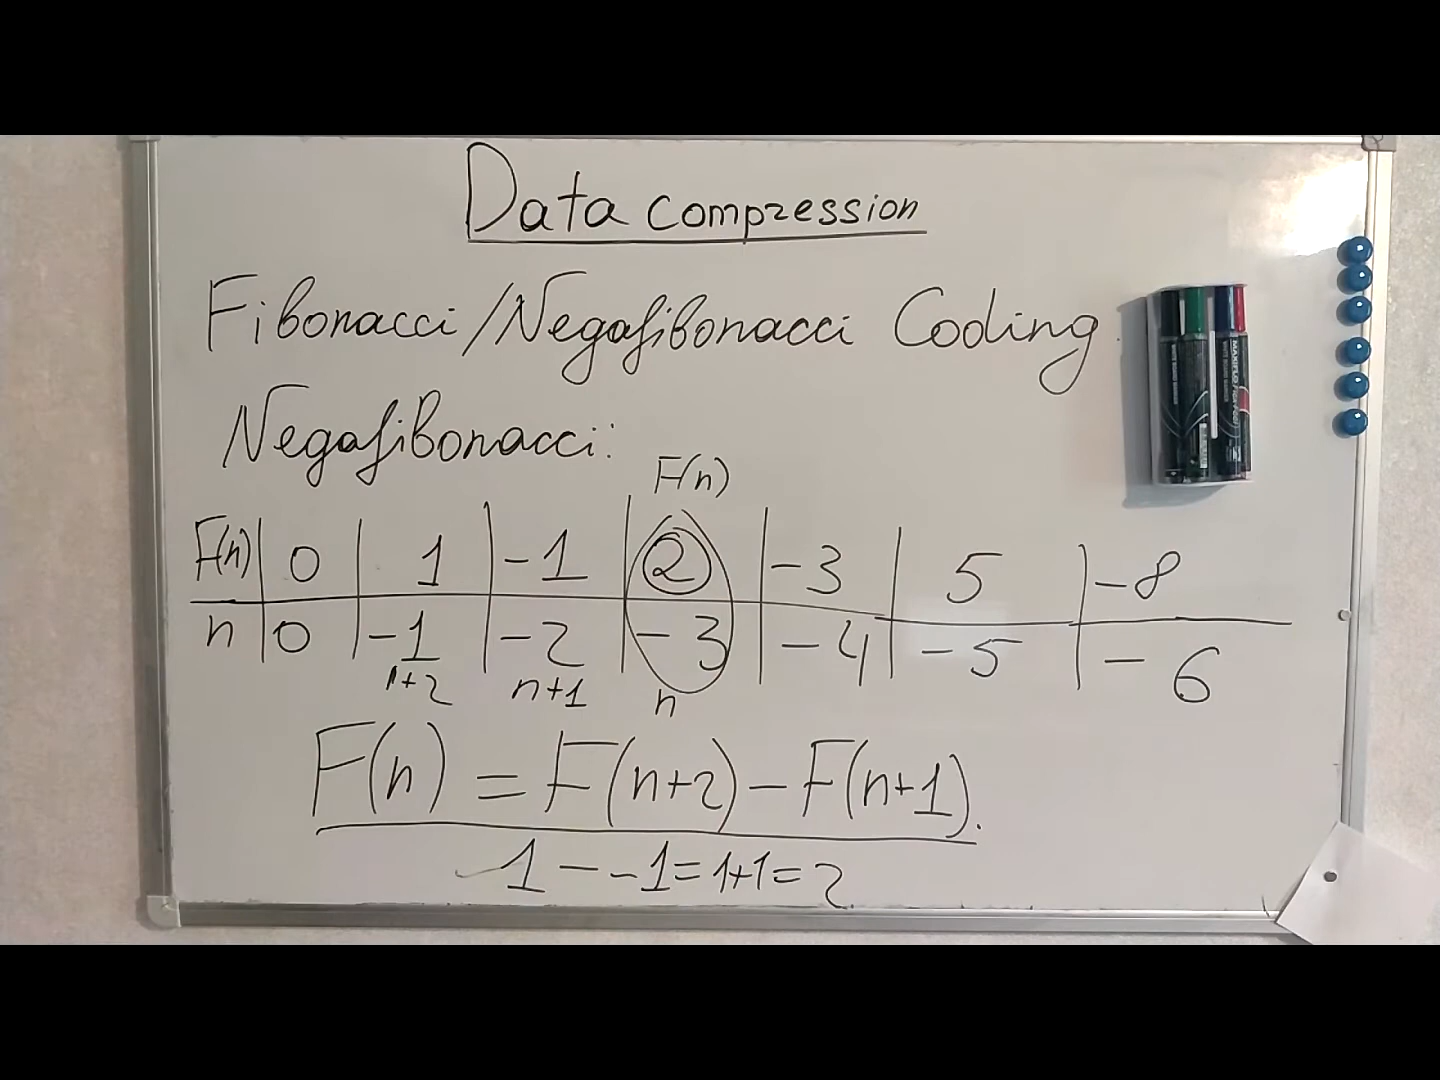 Data compression
Fibonacci/Negafibonacci Coding
Negafibonacci:
F(n)
F(n) 0 1 -1 2 -3 5 -8
n 0 -1 -2 -3 -4 -5 -6
n+2 n+1 n
F(n) = F(n+2) - F(n+1).
1 - -1 = 1+1 = 2